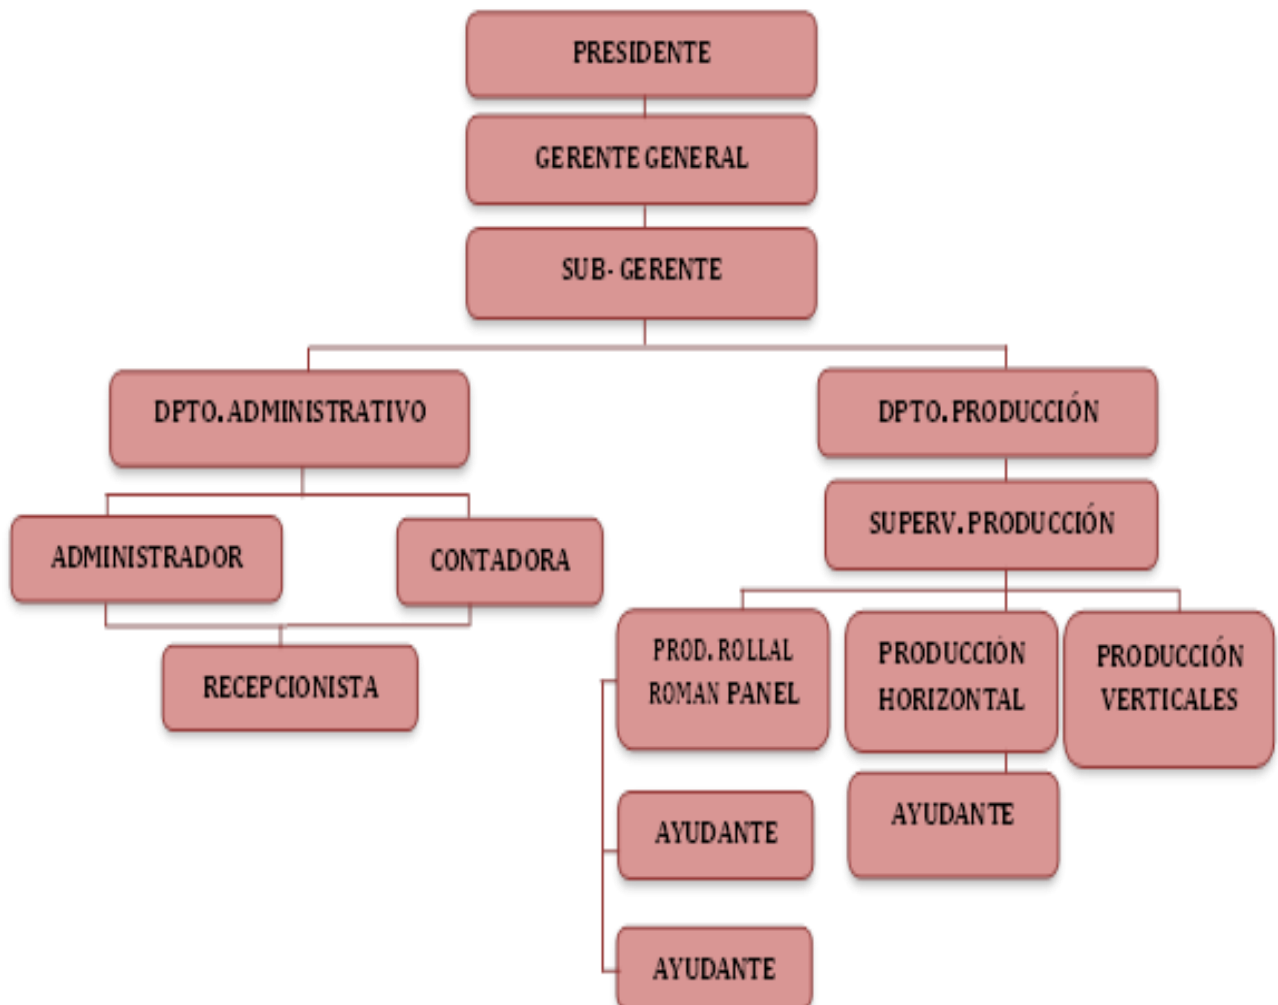 PRESIDENTE
GERENTE GENERAL
SUB- GERENTE
DPTO. ADMINISTRATIVO
DPTO. PRODUCCIÓN
ADMINISTRADOR
CONTADORA
SUPERV. PRODUCCIÓN
RECEPCIONISTA
PROD. ROLLAL
ROMAN PANEL
PRODUCCIÓN
HORIZONTAL
PRODUCCIÓN
VERTICALES
AYUDANTE
AYUDANTE
AYUDANTE